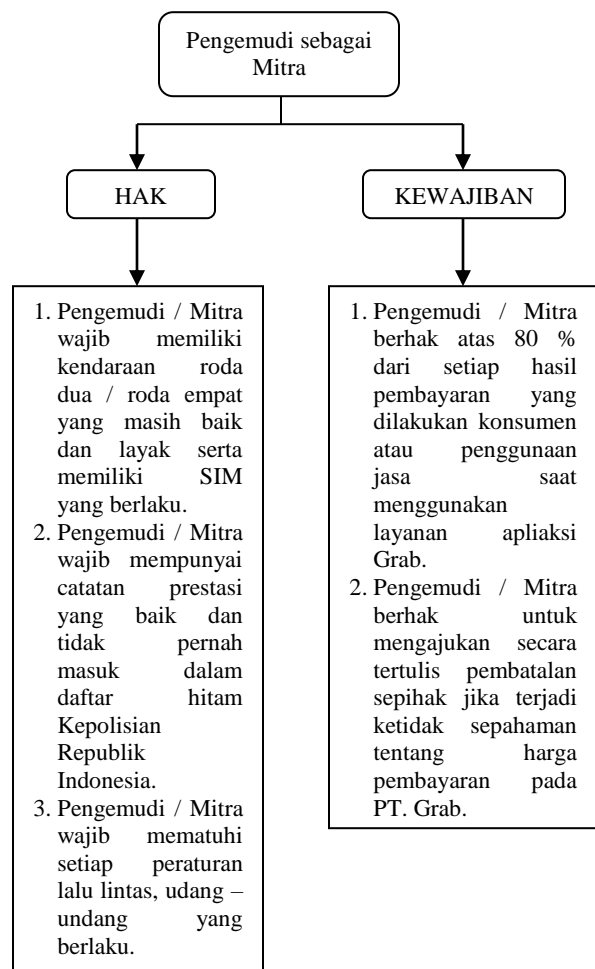 Pengemudi sebagai
Mitra
HAK
KEWAJIBAN
1. Pengemudi / Mitra
wajib memiliki
kendaraan roda
dua / roda empat
yang masih baik
dan layak serta
memiliki SIM
yang berlaku.
2. Pengemudi / Mitra
wajib mempunyai
catatan prestasi
yang baik dan
tidak pernah
masuk dalam
daftar hitam
Kepolisian
Republik
Indonesia.
3. Pengemudi / Mitra
wajib mematuhi
setiap peraturan
lalu lintas, udang –
undang yang
berlaku.
1. Pengemudi / Mitra
berhak atas 80 %
dari setiap hasil
pembayaran yang
dilakukan konsumen
atau penggunaan
jasa saat
menggunakan
layanan apliaksi
Grab.
2. Pengemudi / Mitra
berhak untuk
mengajukan secara
tertulis pembatalan
sepihak jika terjadi
ketidak sepahaman
tentang harga
pembayaran pada
PT. Grab.